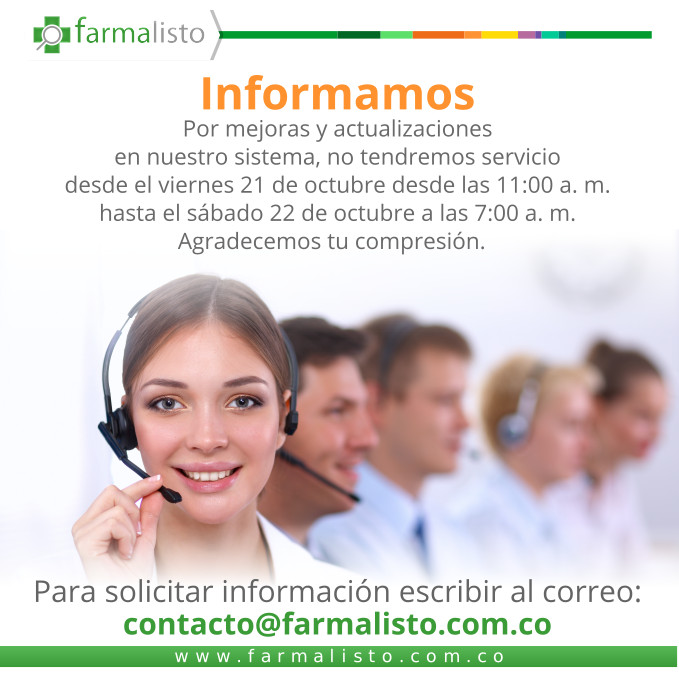 farmalisto
Informamos
Por mejoras y actualizaciones
en nuestro sistema, no tendremos servicio
desde el viernes 21 de octubre desde las 11:00 a. m.
hasta el sábado 22 de octubre a las 7:00 a. m.
Agradecemos tu compresión.
Para solicitar información escribir al correo:
contacto@farmalisto.com.co
www.farmalisto.com.co